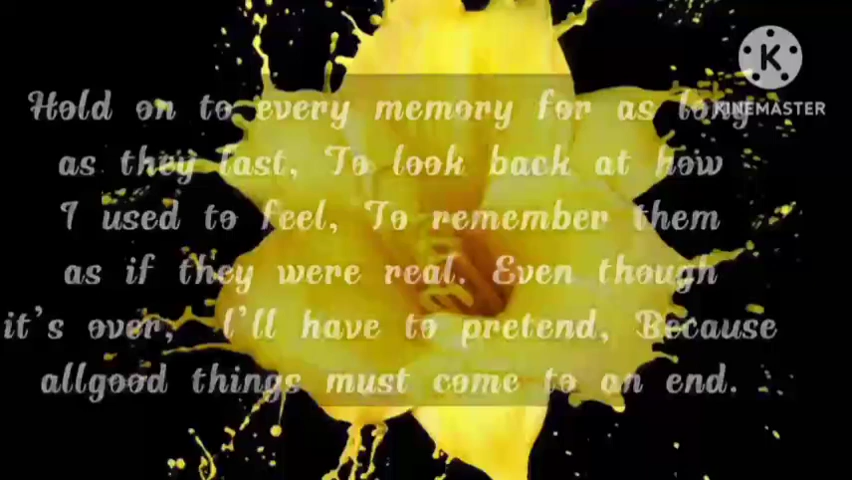 Hold on to every memory for as long
KINEMASTER
as they last, To look back at how
I used to feel, To remember them
as if they were real. Even though
it's over, I'll have to pretend, Because
allgood things must come to an end.